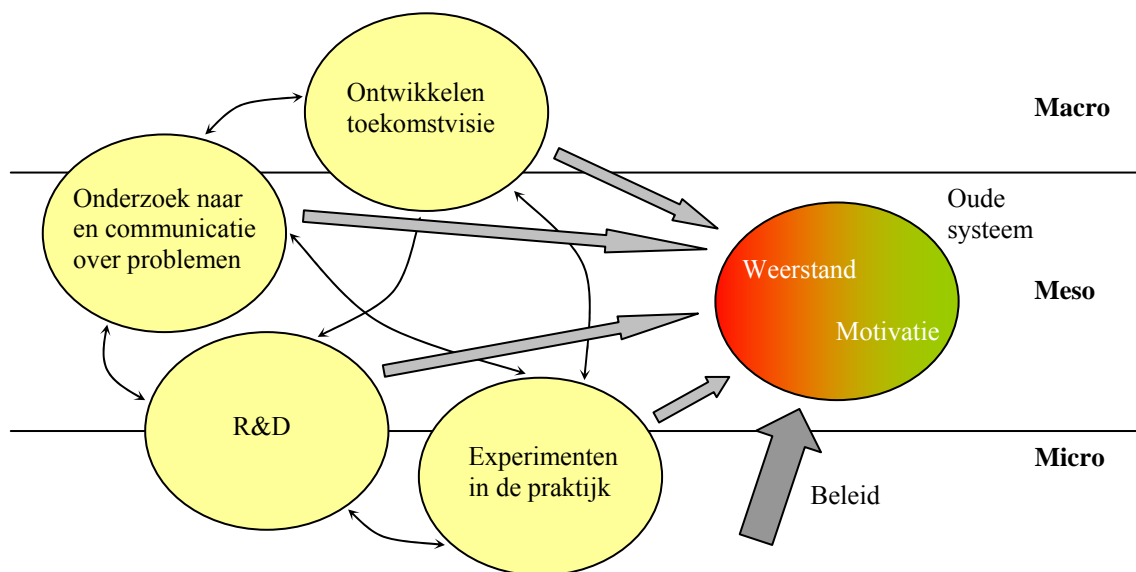 Ontwikkelen
toekomstvisie
Macro
Onderzoek naar
en communicatie
over problemen
Oude
systeem
Weerstand
Meso
Motivatie
R&D
Experimenten
in de praktijk
Micro
Beleid